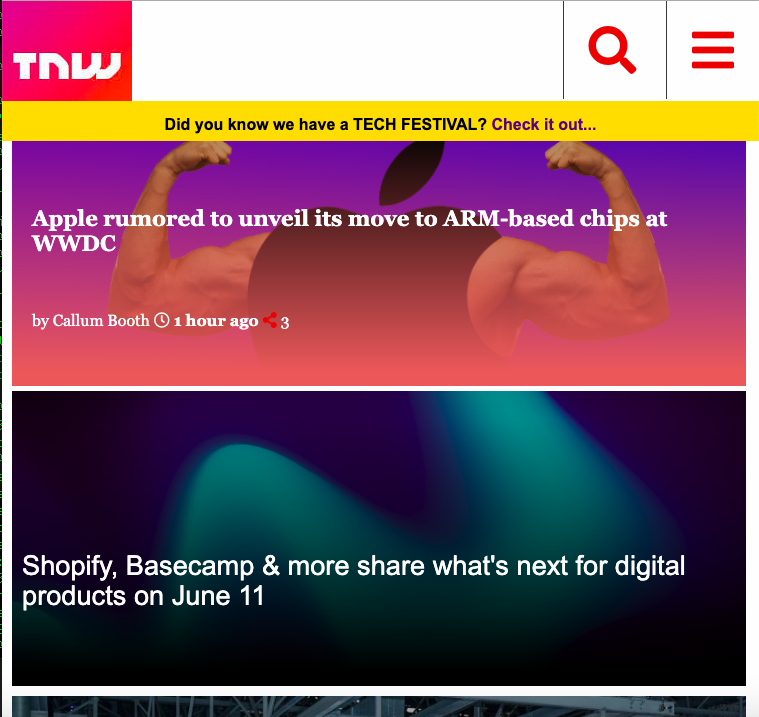 TNW
Did you know we have a TECH FESTIVAL? Check it out...
Apple rumored to unveil its move to ARM-based chips at
WWDC
by Callum Booth 1 hour ago 3
Shopify, Basecamp & more share what's next for digital
products on June 11